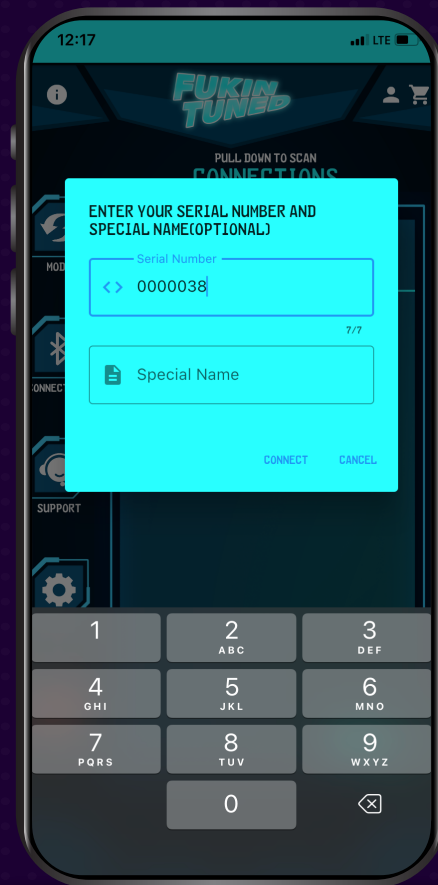 12:17
LTE
FUKIN
TUNED
PULL DOWN TO SCAN
CONNECTIONS
ENTER YOUR SERIAL NUMBER AND
SPECIAL NAME(OPTIONAL)
Serial Number
<> 0000038
7/7
Special Name
CONNECT CANCEL
MOD
CONNECT
SUPPORT
1
2 ABC
3 DEF
4 GHI
5 JKL
6 MNO
7 PQRS
8 TUV
9 WXYZ
0